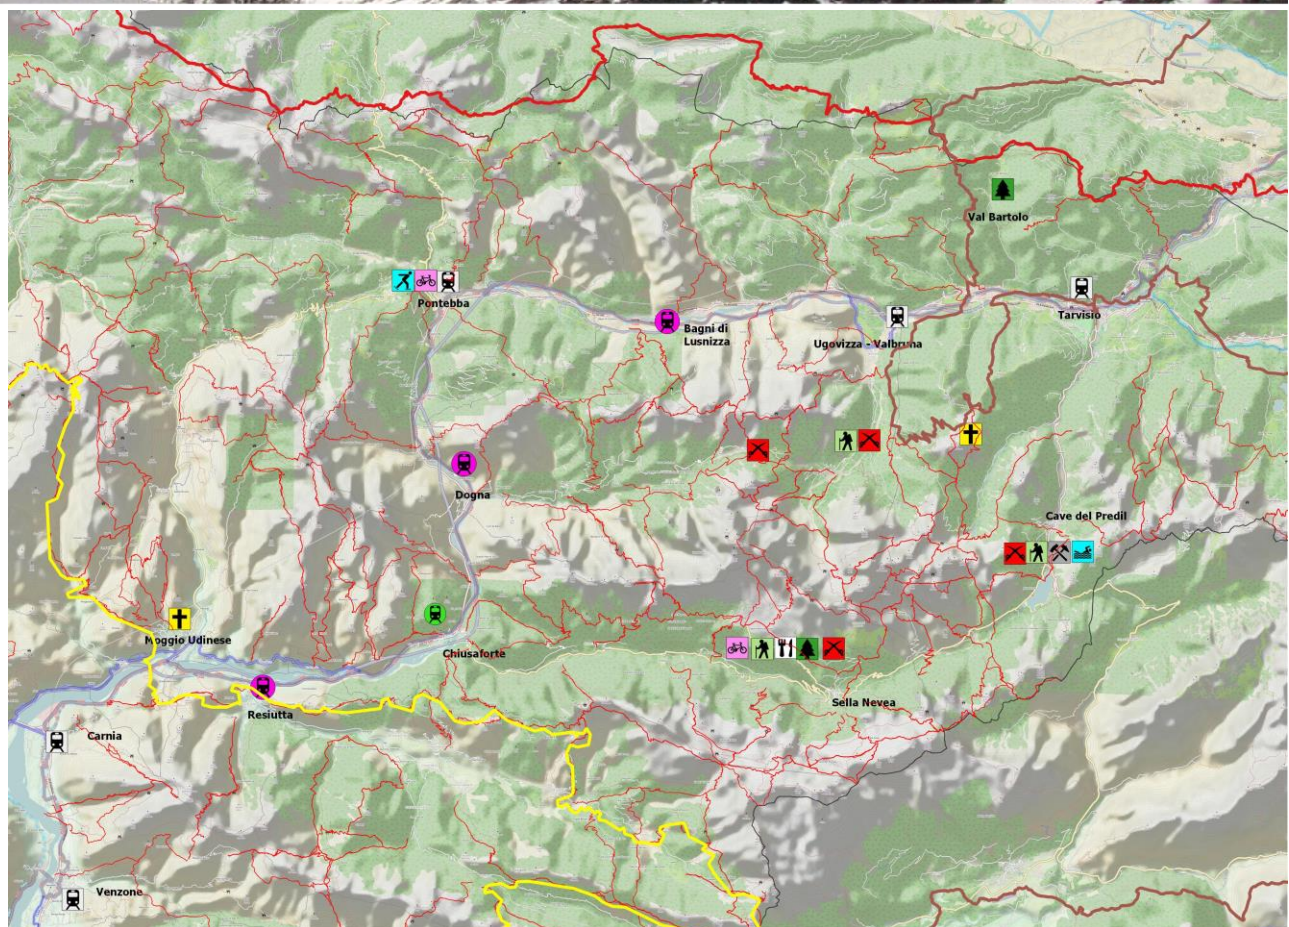 Val Bartolo
Pontebba
Tarvisio
Bagni di
Lusnizza
Ugovizza - Valbruna
Dogna
Cave del Predil
Moggio Udinese
Chiusaforte
Sella Nevea
Resiutta
Carnia
Venzone